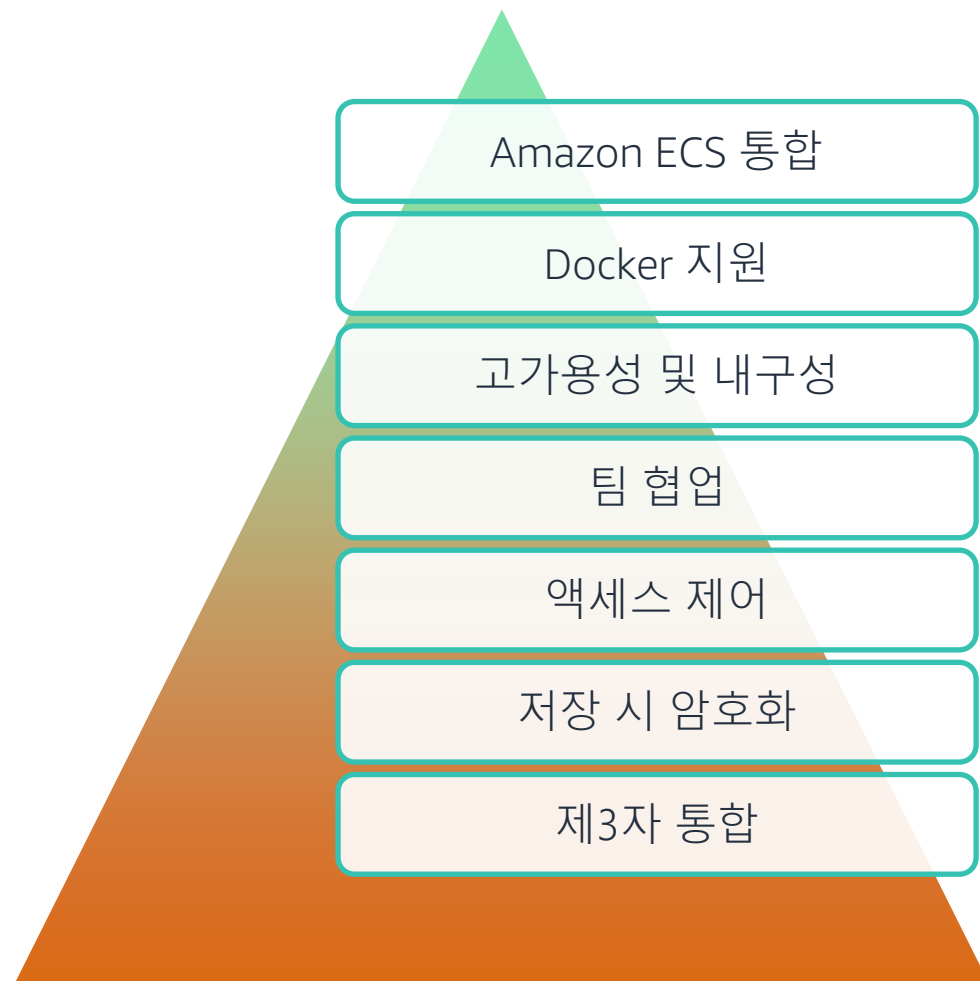 Amazon ECS 통합
Docker 지원
고가용성 및 내구성
팀 협업
액세스 제어
저장 시 암호화
제3자 통합